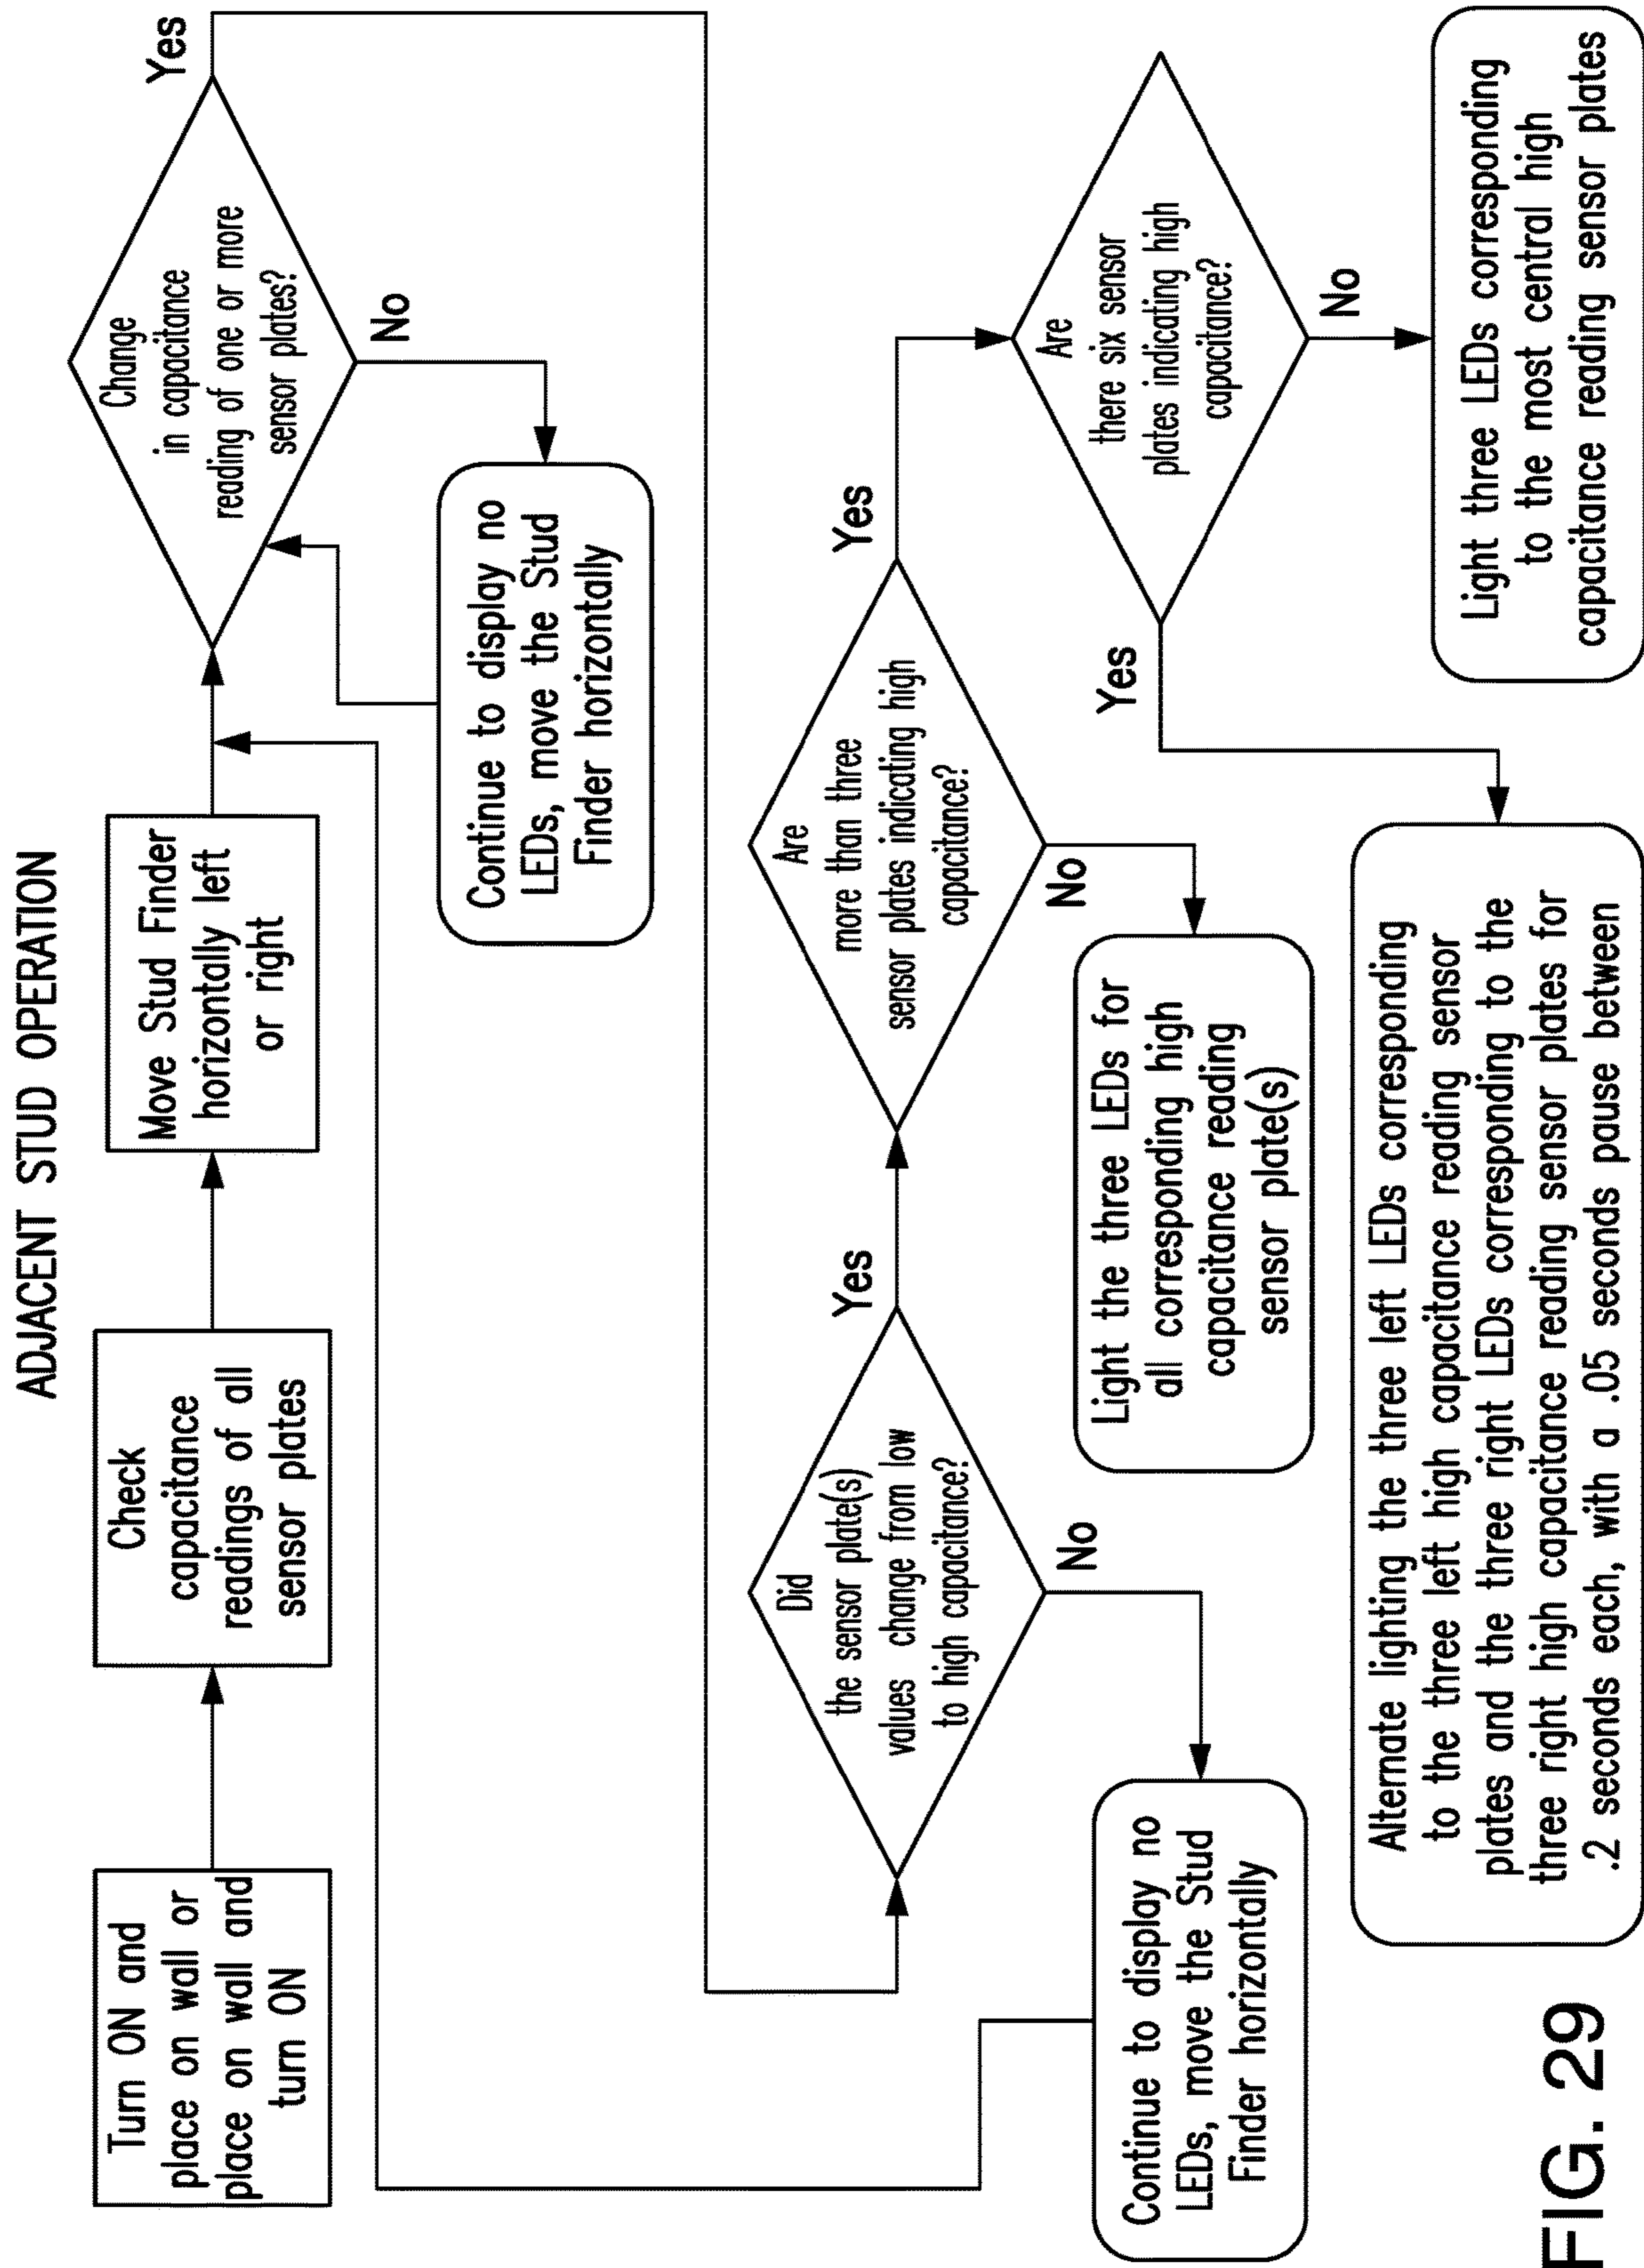 ADJACENT STUD OPERATION
Turn ON and
place on wall or
place on wall and
turn ON
Check
capacitance
readings of all
sensor plates
Move Stud Finder
horizontally left
or right
Change
in capacitance
reading of one or more
sensor plates?
Yes
No
Continue to display no
LEDs, move the Stud
Finder horizontally
Did
the sensor plate(s)
values change from low
to high capacitance?
Yes
No
Continue to display no
LEDs, move the Stud
Finder horizontally
Are
more than three
sensor plates indicating high
capacitance?
Yes
No
Light the three LEDs for
all corresponding high
capacitance reading
sensor plate(s)
Are
there six sensor
plates indicating high
capacitance?
Yes
No
Alternate lighting the three left LEDs corresponding
to the three left high capacitance reading sensor
plates and the three right LEDs corresponding to the
three right high capacitance reading sensor plates for
.2 seconds each, with a .05 seconds pause between
Light three LEDs corresponding
to the most central high
capacitance reading sensor plates
FIG. 29